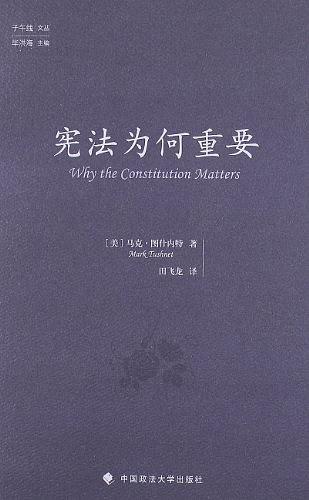 子午线 文丛
毕洪海 主编
宪法为何重要
Why the Constitution Matters
[美] 马克·图什内特 著
Mark Tushnet
田飞龙 译
中国政法大学出版社